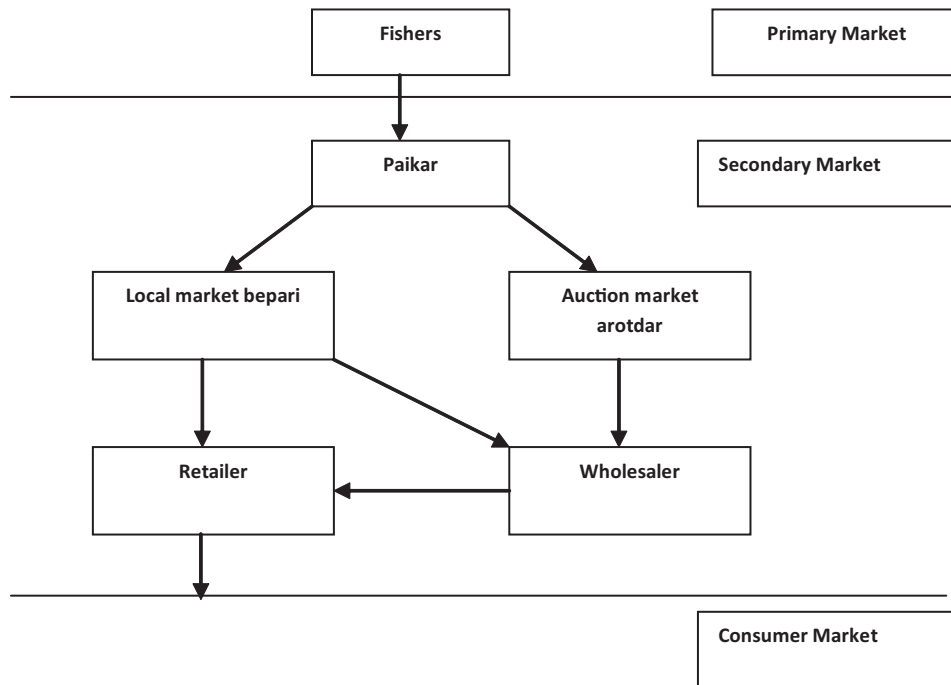 Fishers
Primary Market
Paikar
Secondary Market
Local market bepari
Auction market
arotdar
Retailer
Wholesaler
Consumer Market